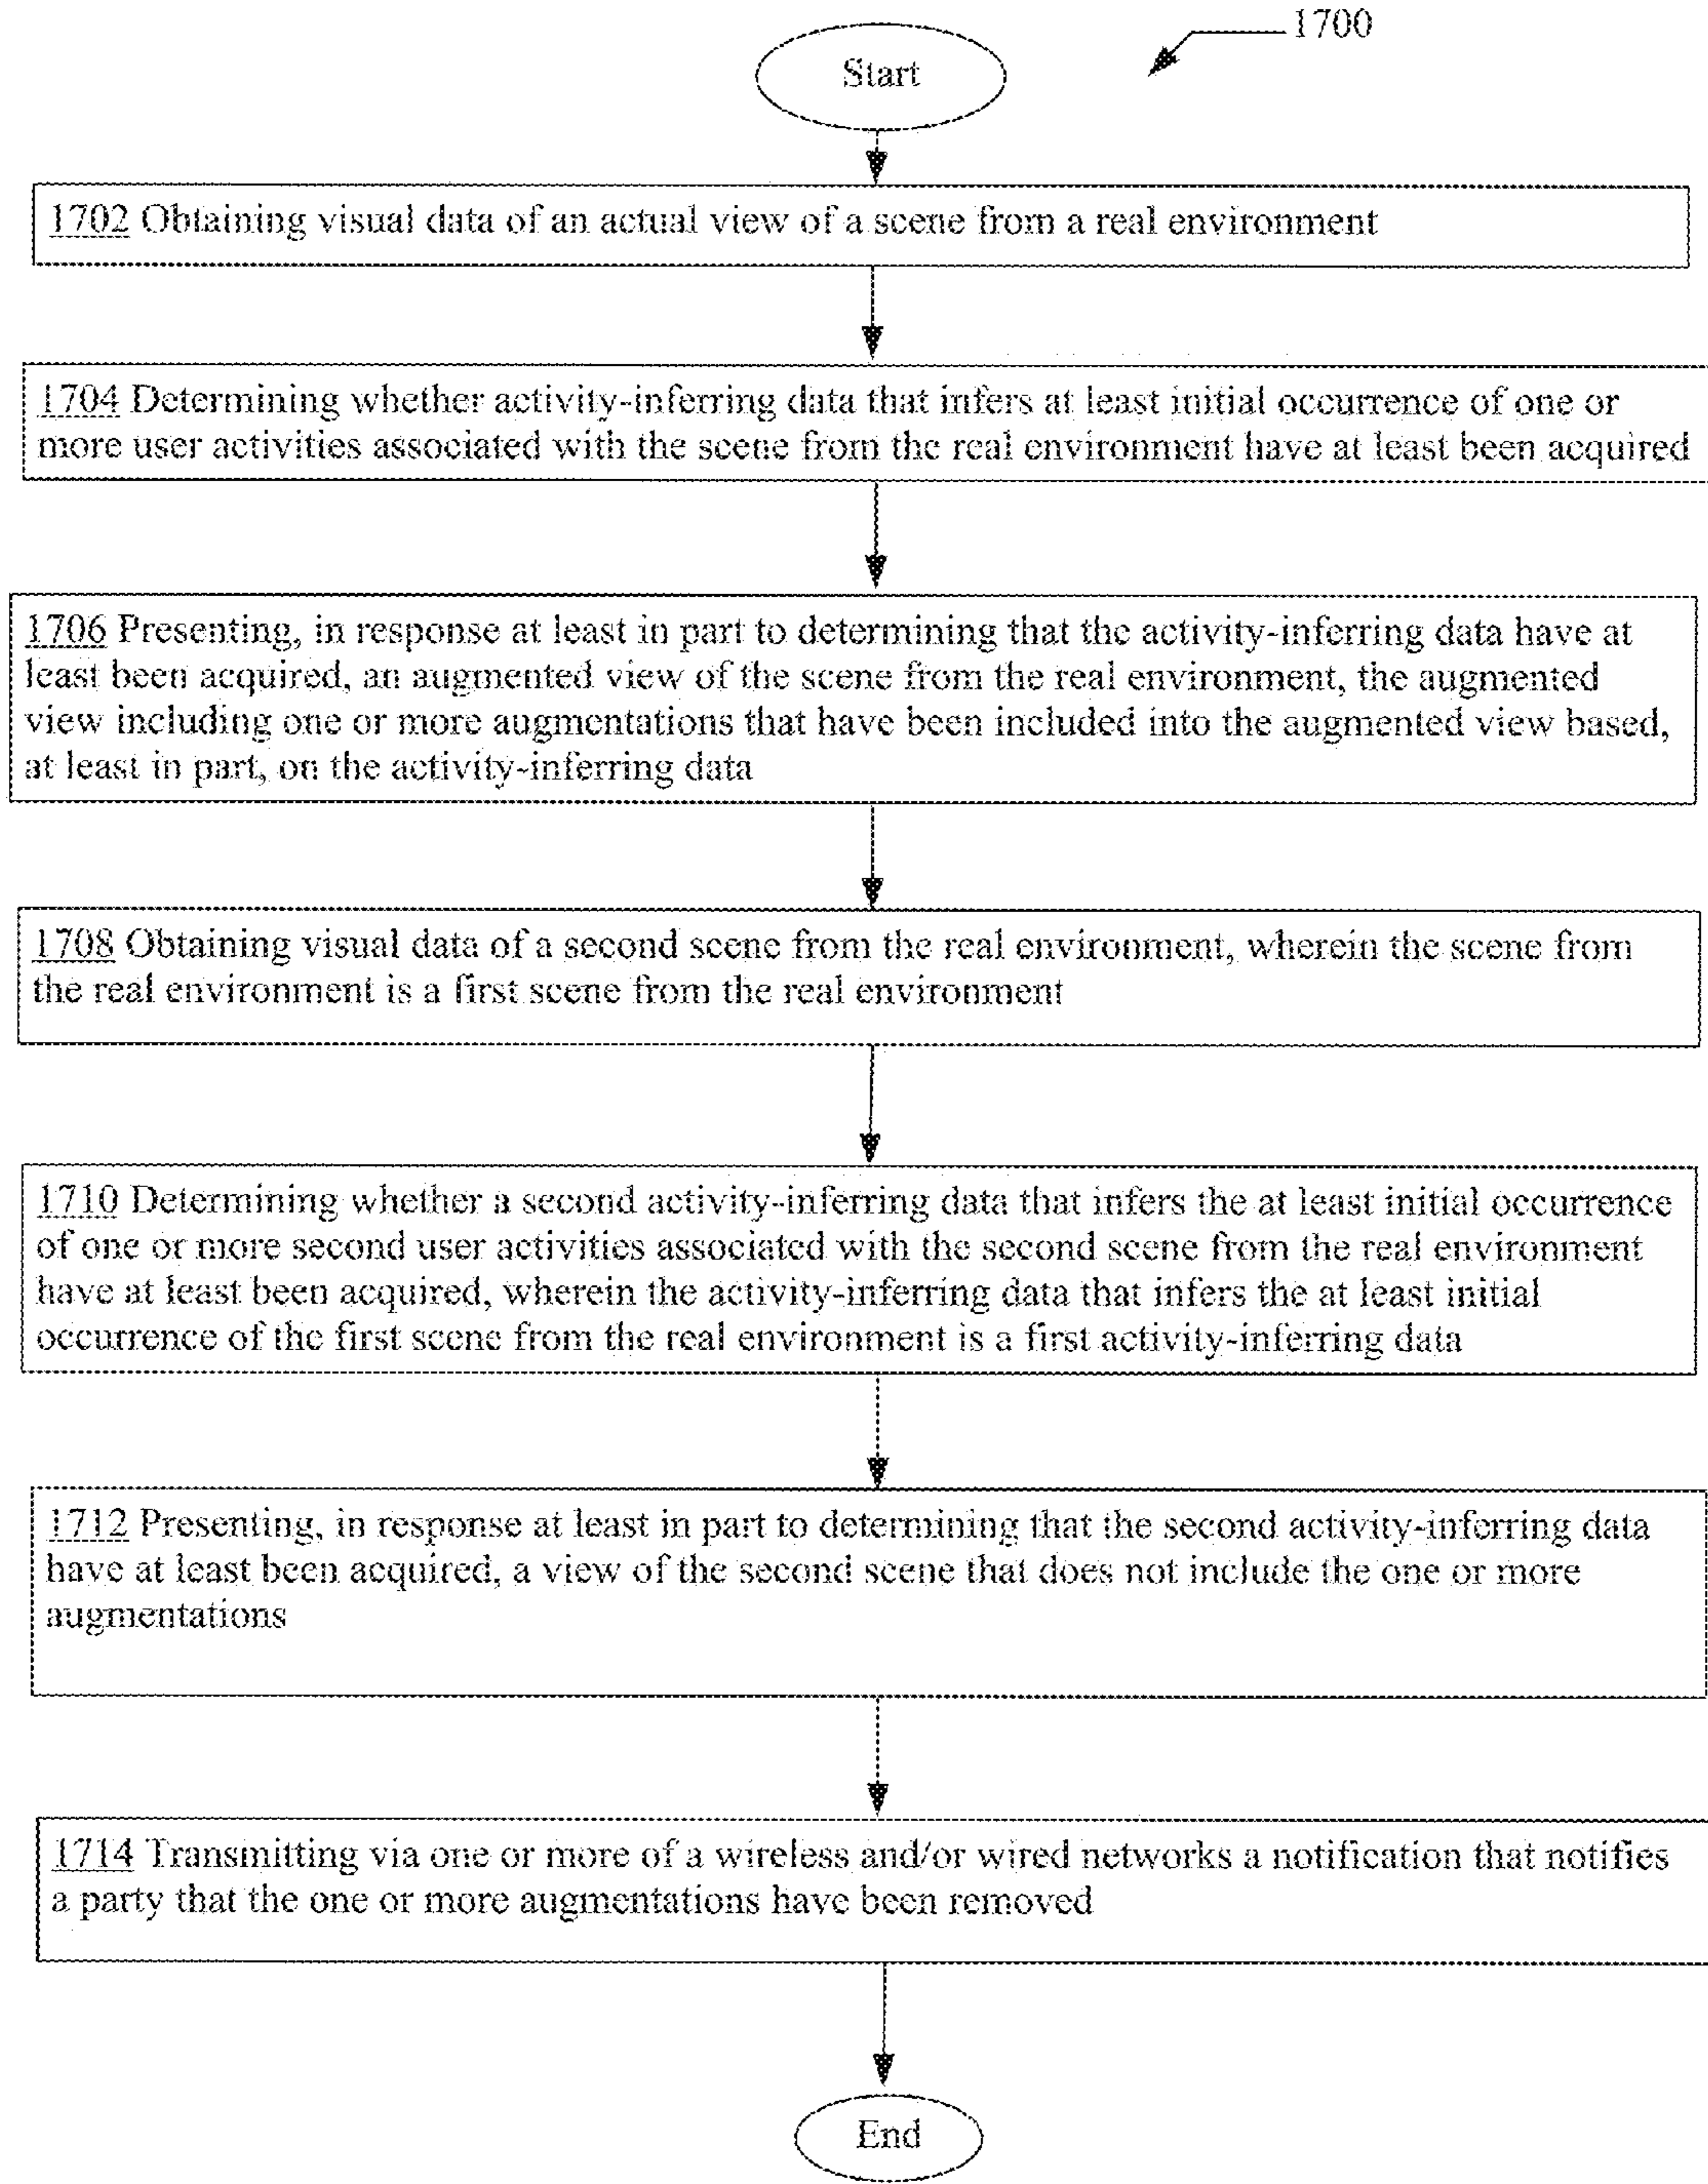 1700
Start
1702 Obtaining visual data of an actual view of a scene from a real environment
1704 Determining whether activity-inferring data that infers at least initial occurrence of one or
more user activities associated with the scene from the real environment have at least been acquired
1706 Presenting, in response at least in part to determining that the activity-inferring data have at
least been acquired, an augmented view of the scene from the real environment, the augmented
view including one or more augmentations that have been included into the augmented view based,
at least in part, on the activity-inferring data
1708 Obtaining visual data of a second scene from the real environment, wherein the scene from
the real environment is a first scene from the real environment
1710 Determining whether a second activity-inferring data that infers the at least initial occurrence
of one or more second user activities associated with the second scene from the real environment
have at least been acquired, wherein the activity-inferring data that infers the at least initial
occurrence of the first scene from the real environment is a first activity-inferring data
1712 Presenting, in response at least in part to determining that the second activity-inferring data
have at least been acquired, a view of the second scene that does not include the one or more
augmentations
1714 Transmitting via one or more of a wireless and/or wired networks a notification that notifies
a party that the one or more augmentations have been removed
End